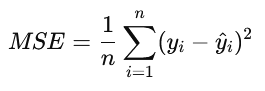 MSE = \frac{1}{n} \sum_{i=1}^{n} (y_i - \hat{y}_i)^2